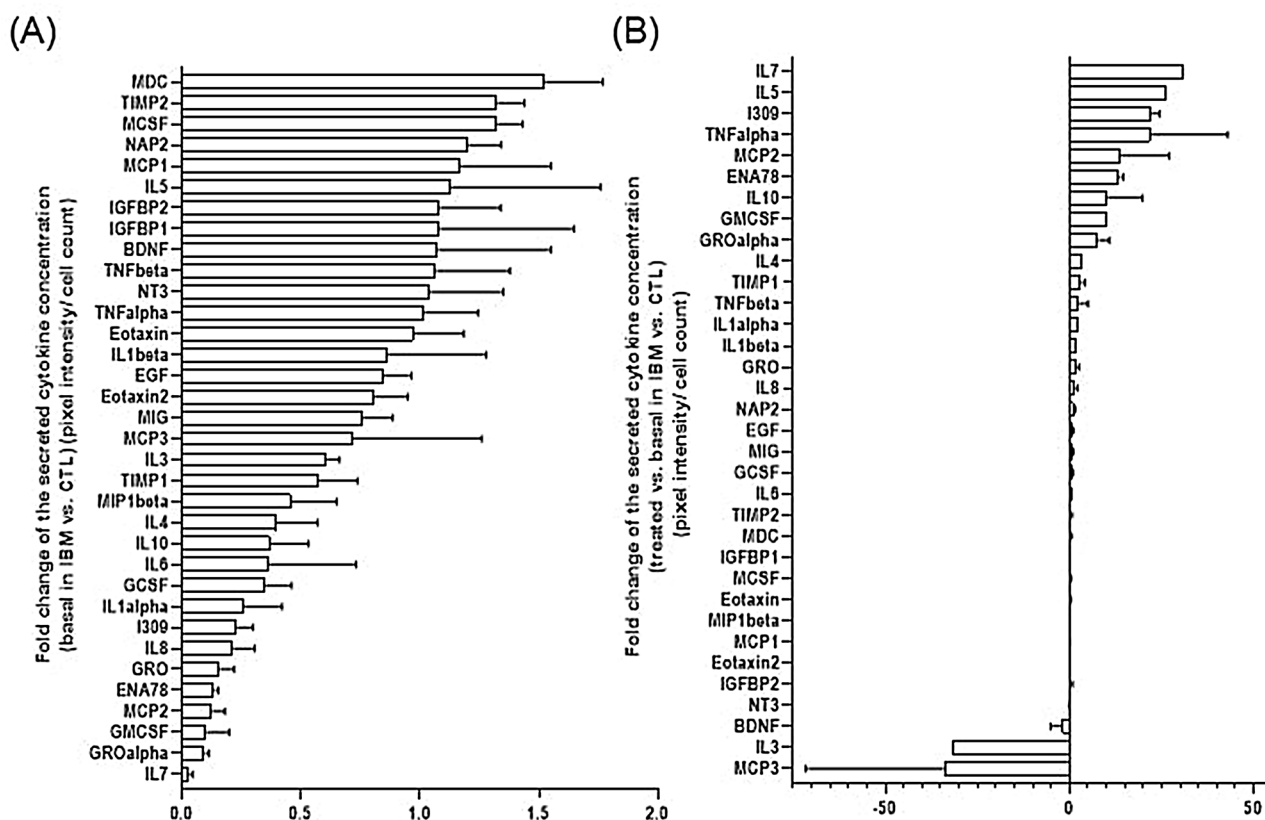 (A)
Fold change of the secreted cytokine concentration
(basal in IBM vs. CTL) (pixel intensity/ cell count)
MDC
TIMP2
MCSF
NAP2
MCP1
IL5
IGFBP2
IGFBP1
BDNF
TNFbeta
NT3
TNFalpha
Eotaxin
IL1beta
EGF
Eotaxin2
MIG
MCP3
IL3
TIMP1
MIP1beta
IL4
IL10
IL6
GCSF
IL1alpha
I309
IL8
GRO
ENA78
MCP2
GMCSF
GROalpha
IL7
0.0 0.5 1.0 1.5 2.0
(B)
Fold change of the secreted cytokine concentration
(treated vs. basal in IBM vs. CTL)
(pixel intensity/ cell count)
IL7
IL5
I309
TNFalpha
MCP2
ENA78
IL10
GMCSF
GROalpha
IL4
TIMP1
TNFbeta
IL1alpha
IL1beta
GRO
IL8
NAP2
EGF
MIG
GCSF
IL6
TIMP2
MDC
IGFBP1
MCSF
Eotaxin
MIP1beta
MCP1
Eotaxin2
IGFBP2
NT3
BDNF
IL3
MCP3
-50 0 50